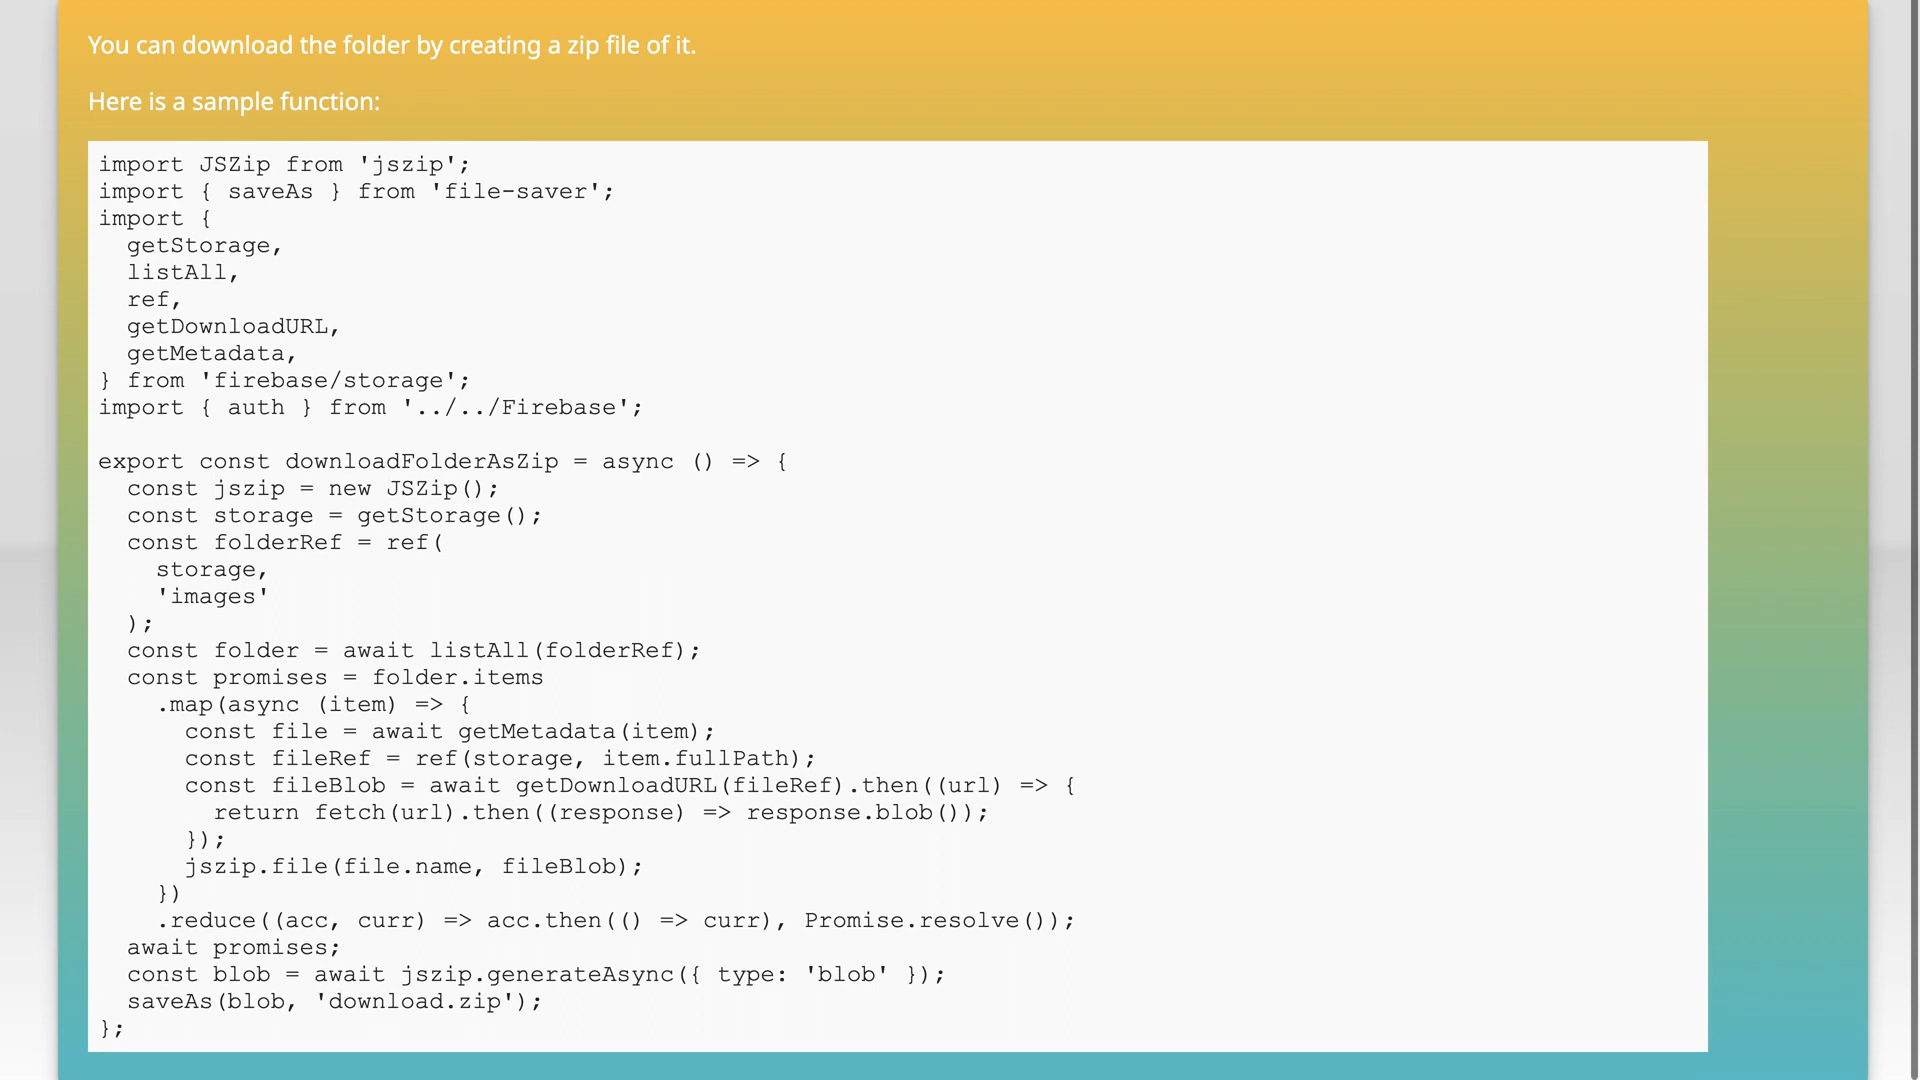 You can download the folder by creating a zip file of it.
Here is a sample function:
import JSZip from 'jszip';
import { saveAs } from 'file-saver';
import {
  getStorage,
  listAll,
  ref,
  getDownloadURL,
  getMetadata,
} from 'firebase/storage';
import { auth } from '../../Firebase';

export const downloadFolderAsZip = async () => {
  const jszip = new JSZip();
  const storage = getStorage();
  const folderRef = ref(
    storage,
    'images'
  );
  const folder = await listAll(folderRef);
  const promises = folder.items
    .map(async (item) => {
      const file = await getMetadata(item);
      const fileRef = ref(storage, item.fullPath);
      const fileBlob = await getDownloadURL(fileRef).then((url) => {
        return fetch(url).then((response) => response.blob());
      });
      jszip.file(file.name, fileBlob);
    })
    .reduce((acc, curr) => acc.then(() => curr), Promise.resolve());
  await promises;
  const blob = await jszip.generateAsync({ type: 'blob' });
  saveAs(blob, 'download.zip');
};